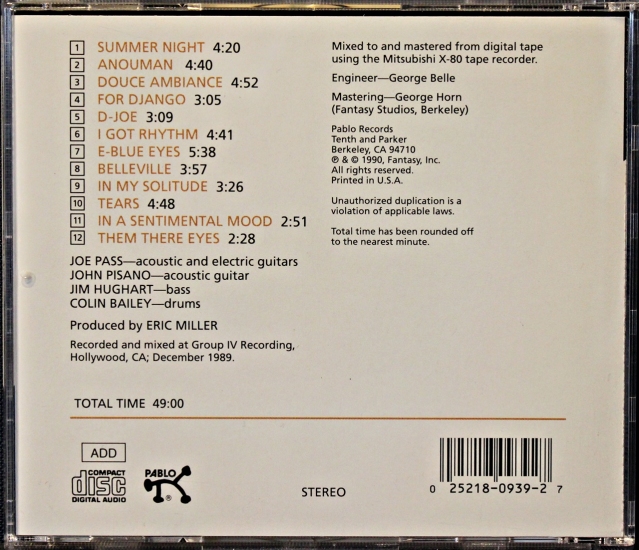 1 SUMMER NIGHT 4:20
2 ANOUMAN 4:40
3 DOUCE AMBIANCE 4:52
4 FOR DJANGO 3:05
5 D-JOE 3:09
6 I GOT RHYTHM 4:41
7 E-BLUE EYES 5:38
8 BELLEVILLE 3:57
9 IN MY SOLITUDE 3:26
10 TEARS 4:48
11 IN A SENTIMENTAL MOOD 2:51
12 THEM THERE EYES 2:28
JOE PASS—acoustic and electric guitars
JOHN PISANO—acoustic guitar
JIM HUGHART—bass
COLIN BAILEY—drums
Produced by ERIC MILLER
Recorded and mixed at Group IV Recording,
Hollywood, CA; December 1989.
Mixed to and mastered from digital tape
using the Mitsubishi X-80 tape recorder.
Engineer—George Belle
Mastering—George Horn
(Fantasy Studios, Berkeley)
Pablo Records
Tenth and Parker
Berkeley, CA 94710
℗ & © 1990, Fantasy, Inc.
All rights reserved.
Printed in U.S.A.
Unauthorized duplication is a
violation of applicable laws.
Total time has been rounded off
to the nearest minute.
TOTAL TIME 49:00
ADD
COMPACT
disc
DIGITAL AUDIO
PABLO
®
STEREO
0 25218-0939-2 7